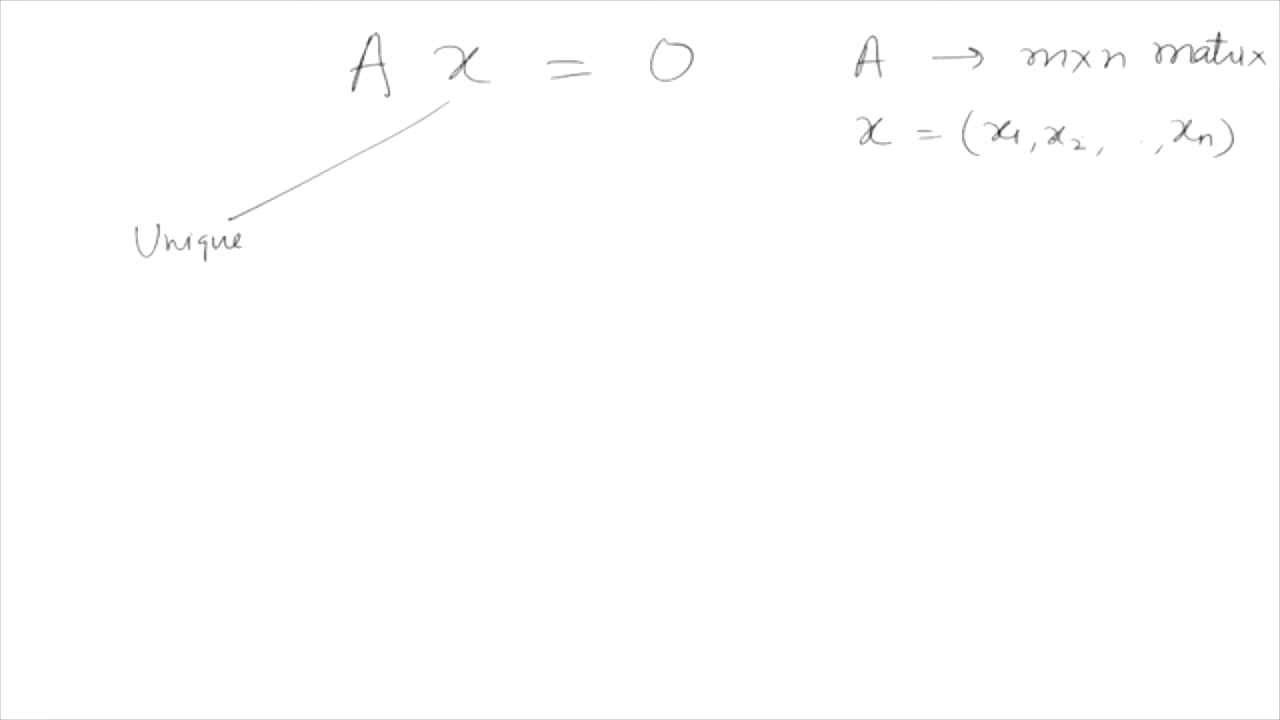 A x = 0
A → m×n matrix
x = (x1, x2, . ., xn)
Unique